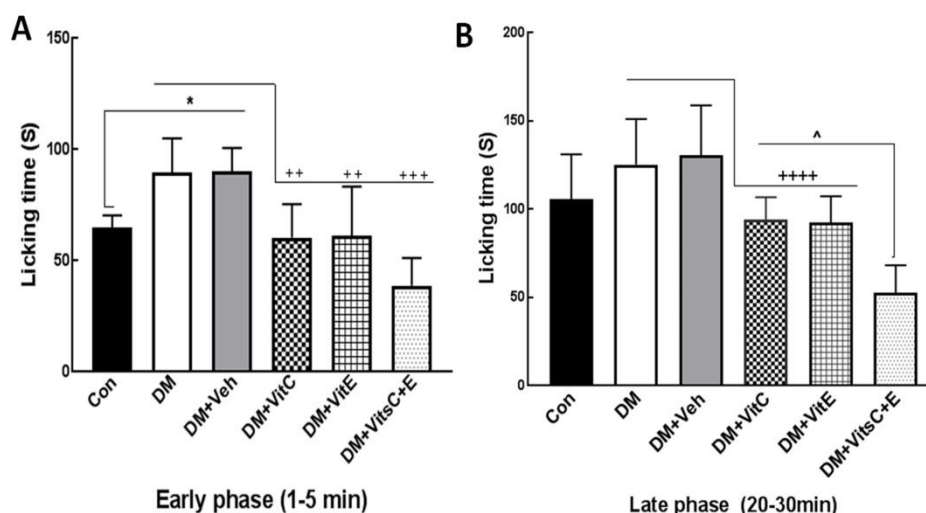 A
150
100
50
0
Licking time (S)
*
++
++
+++
Con
DM
DM+Veh
DM+VitC
DM+VitE
DM+VitsC+E
Early phase (1-5 min)
B
200
150
100
50
0
Licking time (S)
^
++++
Con
DM
DM+Veh
DM+VitC
DM+VitE
DM+VitsC+E
Late phase (20-30min)